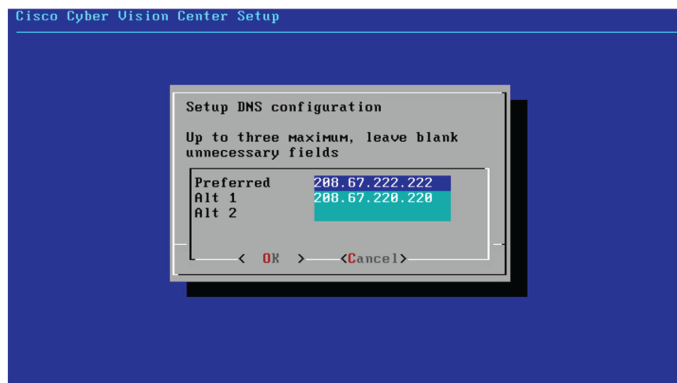 Cisco Cyber Vision Center Setup
Setup DNS configuration
Up to three maximum, leave blank
unnecessary fields
Preferred 208.67.222.222
Alt 1 208.67.220.220
Alt 2
< OK > <Cancel>